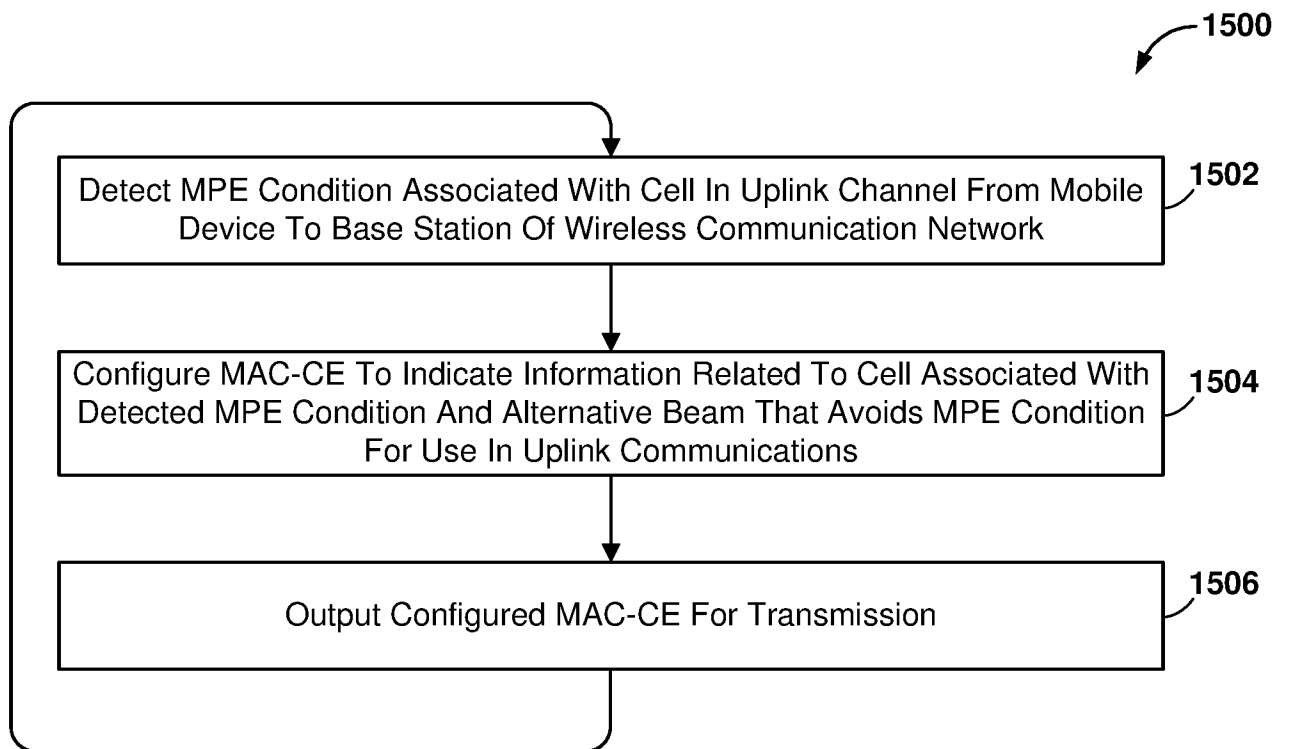 1500
Detect MPE Condition Associated With Cell In Uplink Channel From Mobile
Device To Base Station Of Wireless Communication Network
1502
Configure MAC-CE To Indicate Information Related To Cell Associated With
Detected MPE Condition And Alternative Beam That Avoids MPE Condition
For Use In Uplink Communications
1504
Output Configured MAC-CE For Transmission
1506